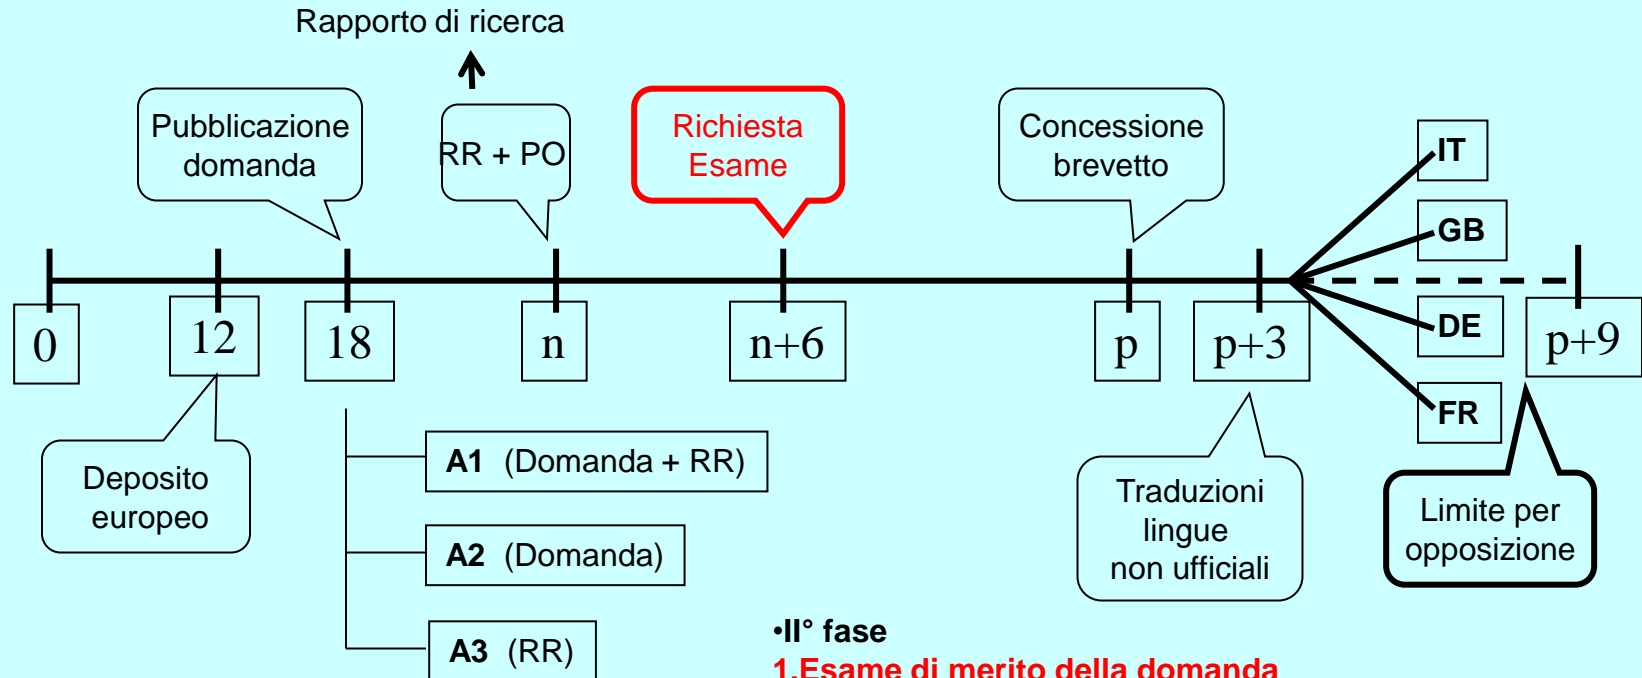 Rapporto di ricerca
Pubblicazione
domanda
RR + PO
Richiesta
Esame
Concessione
brevetto
IT
GB
DE
FR
0
12
18
n
n+6
p
p+3
p+9
Deposito
europeo
A1 (Domanda + RR)
A2 (Domanda)
A3 (RR)
Traduzioni
lingue
non ufficiali
Limite per
opposizione
•II° fase
1.Esame di merito della domanda